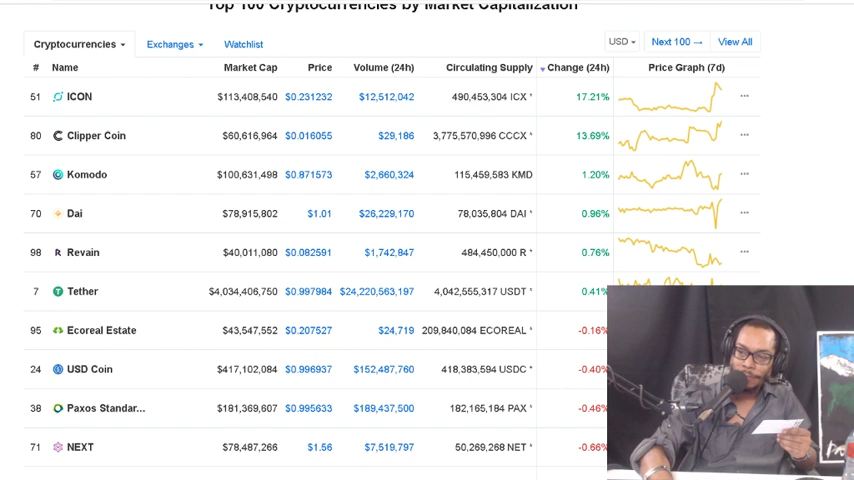 Top 100 Cryptocurrencies by Market Capitalization
Cryptocurrencies Exchanges Watchlist USD Next 100 → View All
# Name Market Cap Price Volume (24h) Circulating Supply Change (24h) Price Graph (7d)
51 ICON $113,408,540 $0.231232 $12,512,042 490,453,304 ICX * 17.21%
80 Clipper Coin $60,616,964 $0.016055 $29,186 3,775,570,996 CCCX * 13.69%
57 Komodo $100,631,498 $0.871573 $2,660,324 115,459,583 KMD 1.20%
70 Dai $78,915,802 $1.01 $26,229,170 78,035,804 DAI * 0.96%
98 Revain $40,011,080 $0.082591 $1,742,847 484,450,000 R * 0.76%
7 Tether $4,034,406,750 $0.997984 $24,220,563,197 4,042,555,317 USDT * 0.41%
95 Ecoreal Estate $43,547,552 $0.207527 $24,719 209,840,084 ECOREAL * -0.16%
24 USD Coin $417,102,084 $0.996937 $152,487,760 418,383,594 USDC * -0.40%
38 Paxos Standar... $181,369,607 $0.995633 $189,437,500 182,165,184 PAX * -0.46%
71 NEXT $78,487,266 $1.56 $7,519,797 50,269,268 NET * -0.66%